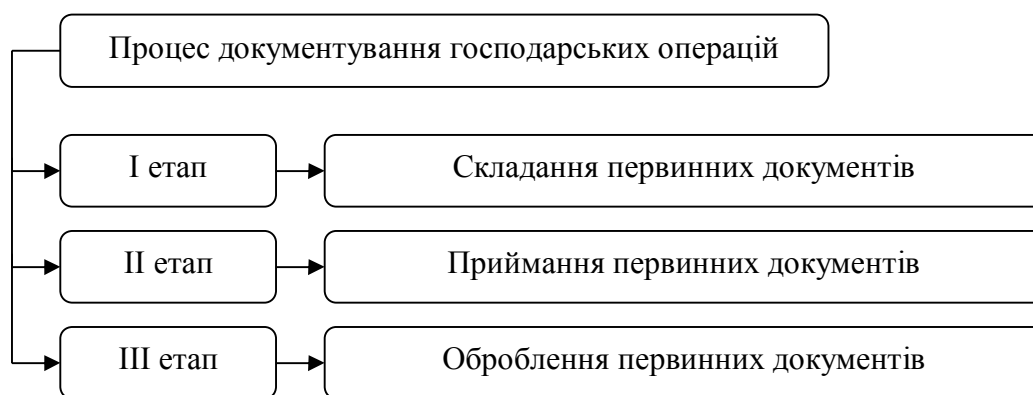 Процес документування господарських операцій
І етап
Складання первинних документів
ІІ етап
Приймання первинних документів
ІІІ етап
Оброблення первинних документів